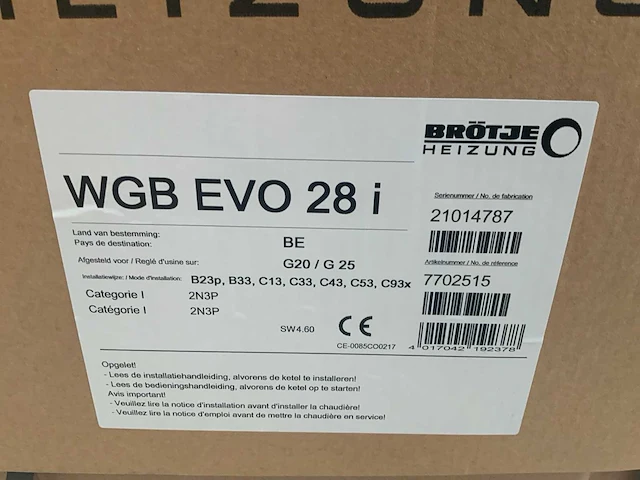 HEIZUNG
BRÖTJE
HEIZUNG
WGB EVO 28 i
Serienummer / No. de fabrication
21014787
Land van bestemming:
Pays de destination: BE
Afgesteld voor / Reglé d'usine sur: G20 / G 25
Artikelnummer / No. de référence
7702515
Installatiewijze: / Mode d'installation: B23p, B33, C13, C33, C43, C53, C93x
Categorie I 2N3P
Catégorie I 2N3P
SW4.60
CE
CE-0085CO0217
4 017042 192378
Opgelet!
- Lees de installatiehandleiding, alvorens de ketel te installeren!
- Lees de bedieningshandleiding, alvorens de ketel op te starten!
Avis important!
- Veuillez lire la notice d'installation avant d'installer la chaudière!
- Veuillez lire la notice d'emploi avant de mettre la chaudière en service!